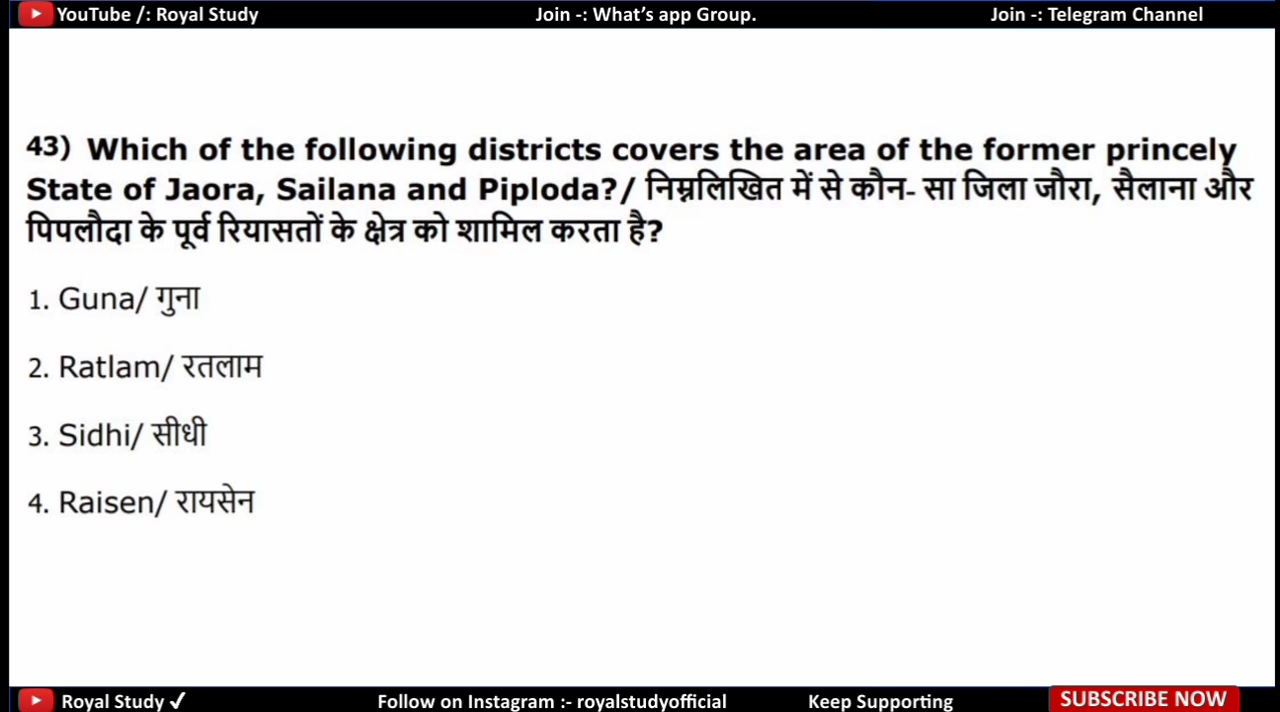 YouTube /: Royal Study Join -: What's app Group. Join -: Telegram Channel
43) Which of the following districts covers the area of the former princely
State of Jaora, Sailana and Piploda?/ निम्नलिखित में से कौन- सा जिला जौरा, सैलाना और
पिपलौदा के पूर्व रियासतों के क्षेत्र को शामिल करता है?
1. Guna/ गुना
2. Ratlam/ रतलाम
3. Sidhi/ सीधी
4. Raisen/ रायसेन
Royal Study ✓ Follow on Instagram :- royalstudyofficial Keep Supporting SUBSCRIBE NOW